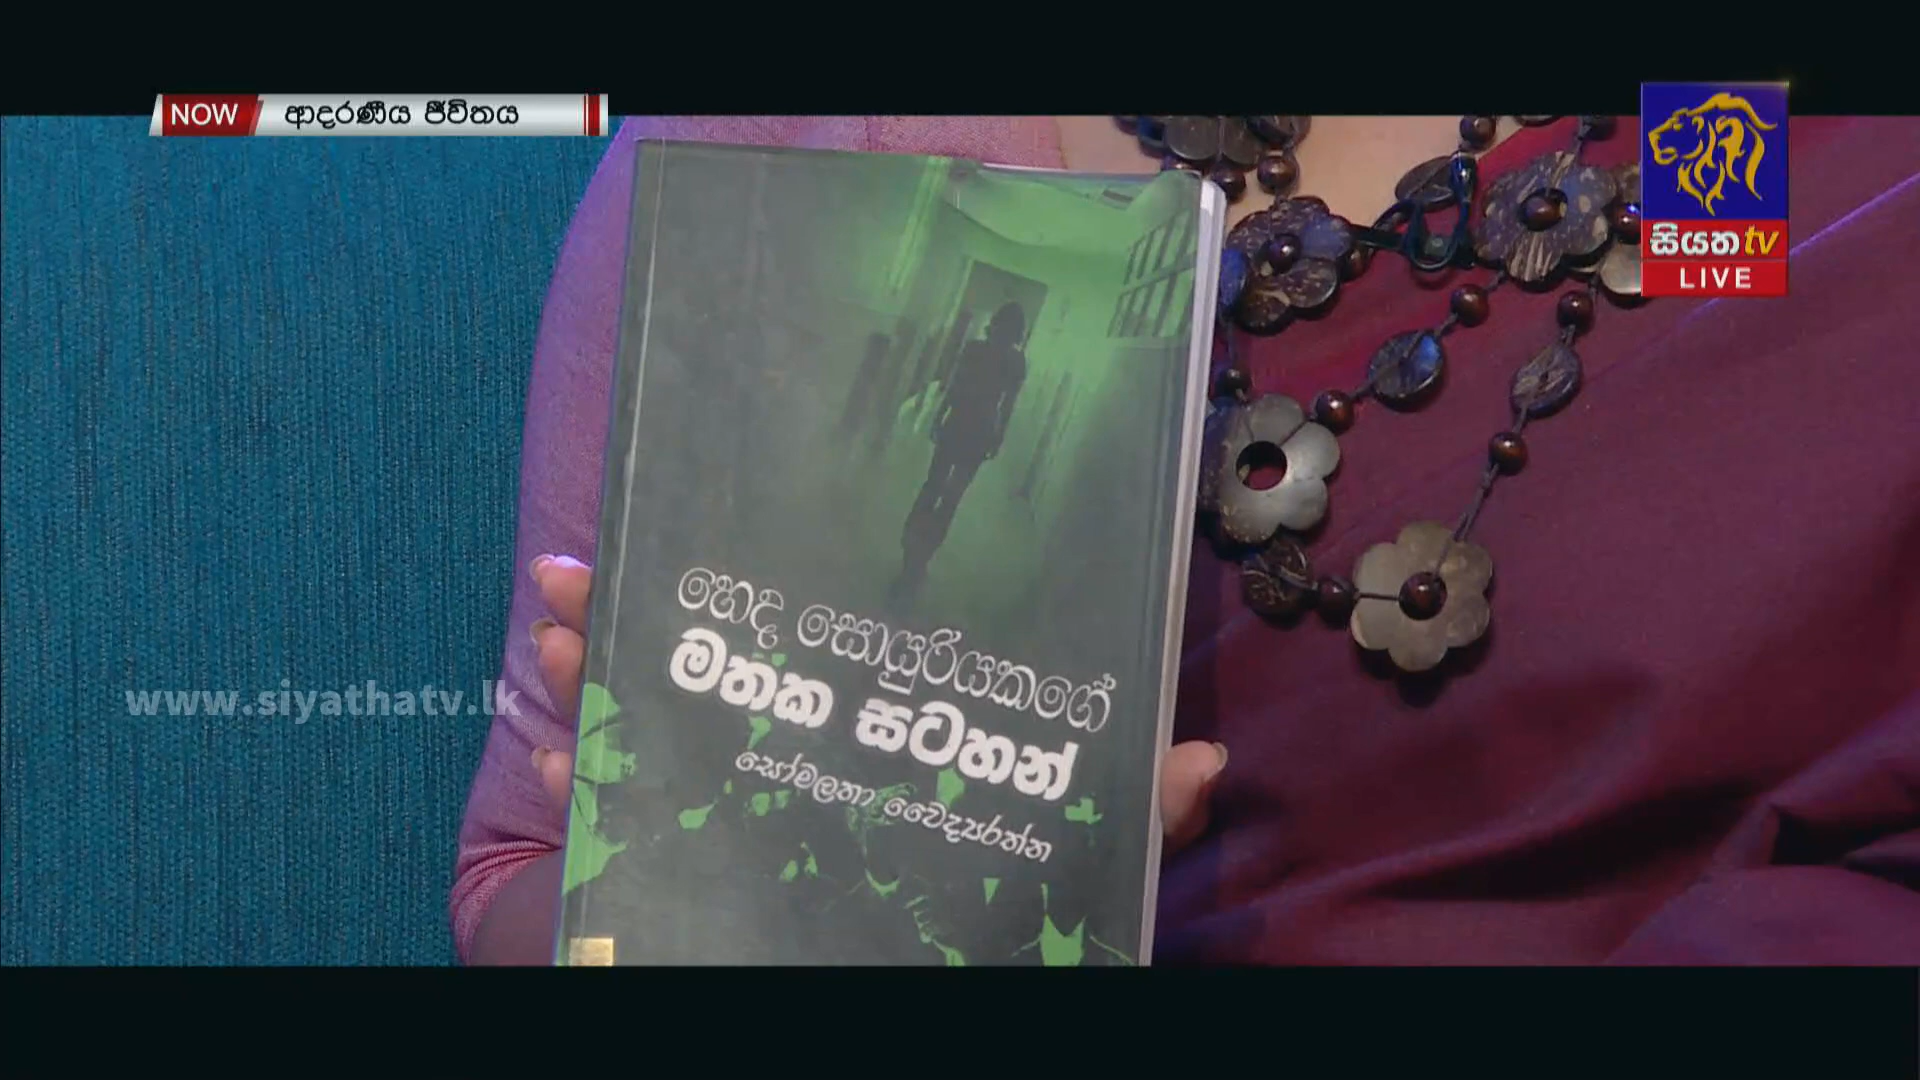 NOW ආදරණීය ජීවිතය
සියත tv
LIVE
හෙද සොයුරියකගේ
මතක සටහන්
සෝමලතා වෛද්‍යරත්න
www.siyathatv.lk